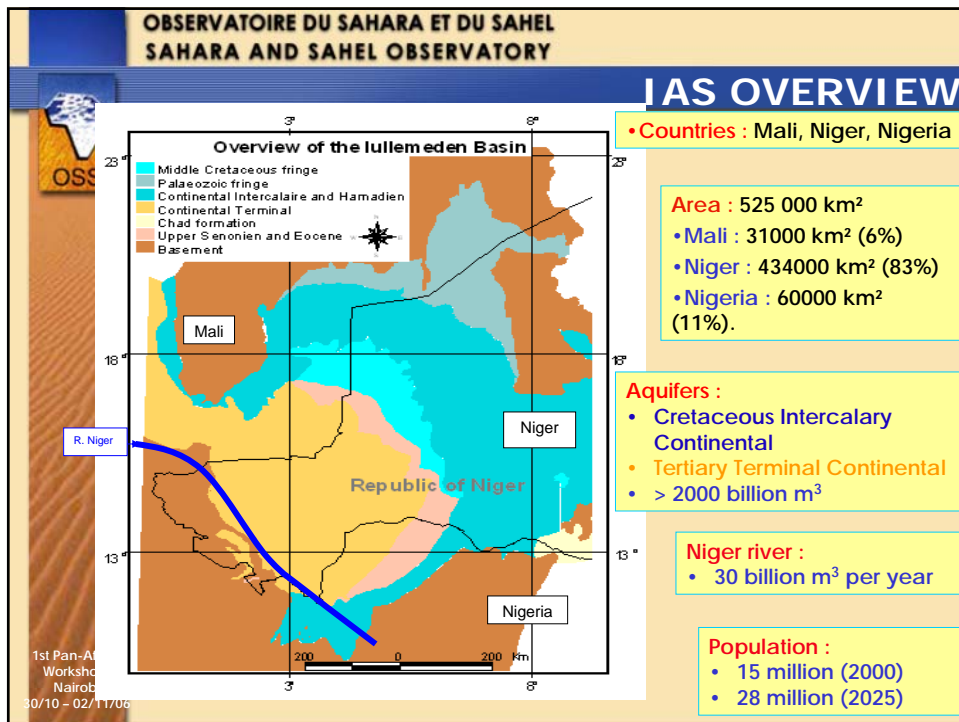 OBSERVATOIRE DU SAHARA ET DU SAHEL
SAHARA AND SAHEL OBSERVATORY
IAS OVERVIEW
OSS
3°
8°
23°
23°
Overview of the Iullemeden Basin
Middle Cretaceous fringe
Palaeozoic fringe
Continental Intercalaire and Hamadien
Continental Terminal
Chad formation
Upper Senonien and Eocene
Basement
Mali
18°
18°
Niger
R. Niger
Republic of Niger
13°
13°
Nigeria
200
0
200
Km
3°
8°
•Countries : Mali, Niger, Nigeria
Area : 525 000 km²
•Mali : 31000 km² (6%)
•Niger : 434000 km² (83%)
•Nigeria : 60000 km²
(11%).
Aquifers :
• Cretaceous Intercalary
Continental
• Tertiary Terminal Continental
• > 2000 billion m³
Niger river :
• 30 billion m³ per year
Population :
• 15 million (2000)
• 28 million (2025)
1st Pan-Af
Worksho
Nairob
30/10 – 02/11/06